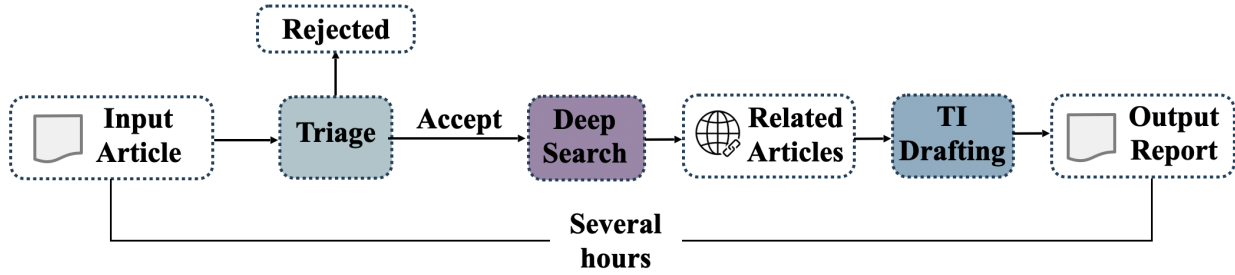 Rejected
Input
Article
Triage
Accept
Deep
Search
Related
Articles
TI
Drafting
Output
Report
Several
hours